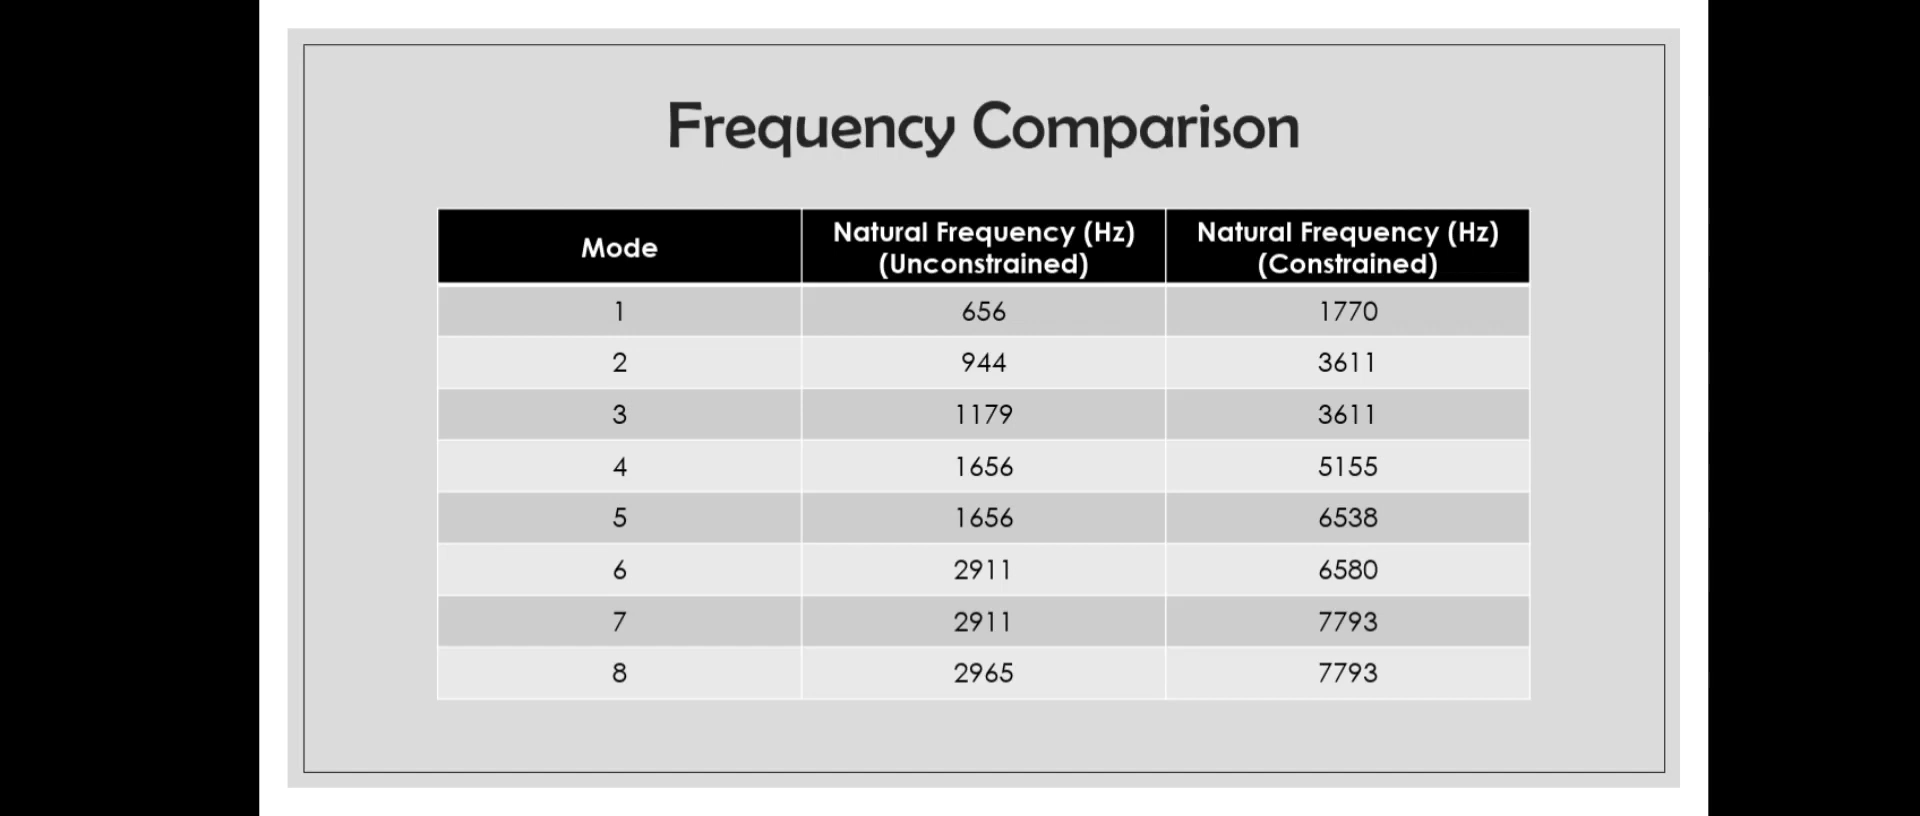 Frequency Comparison
Mode
Natural Frequency (Hz)
(Unconstrained)
Natural Frequency (Hz)
(Constrained)
1 656 1770
2 944 3611
3 1179 3611
4 1656 5155
5 1656 6538
6 2911 6580
7 2911 7793
8 2965 7793